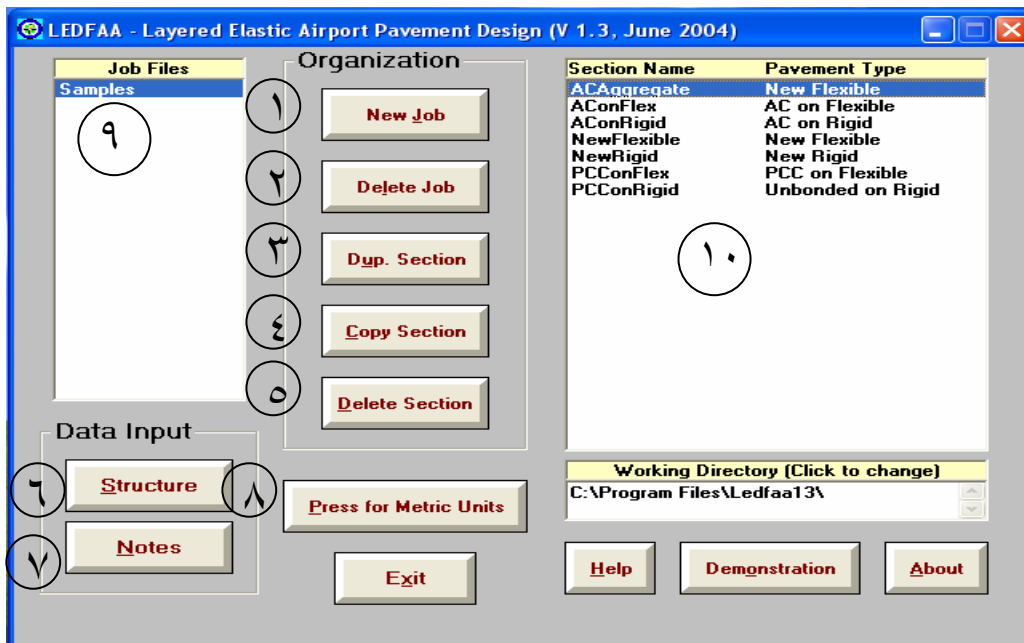 LEDFAA - Layered Elastic Airport Pavement Design (V 1.3, June 2004)
Job Files
Samples
٩
Organization
١
New Job
٢
Delete Job
٣
Dup. Section
٤
Copy Section
٥
Delete Section
Section Name Pavement Type
ACAggregate New Flexible
AConFlex AC on Flexible
AConRigid AC on Rigid
NewFlexible New Flexible
NewRigid New Rigid
PCConFlex PCC on Flexible
PCConRigid Unbonded on Rigid
١٠
Data Input
٦
Structure
٧
Notes
٨
Press for Metric Units
Exit
Working Directory (Click to change)
C:\Program Files\Ledfaa13\
Help
Demonstration
About